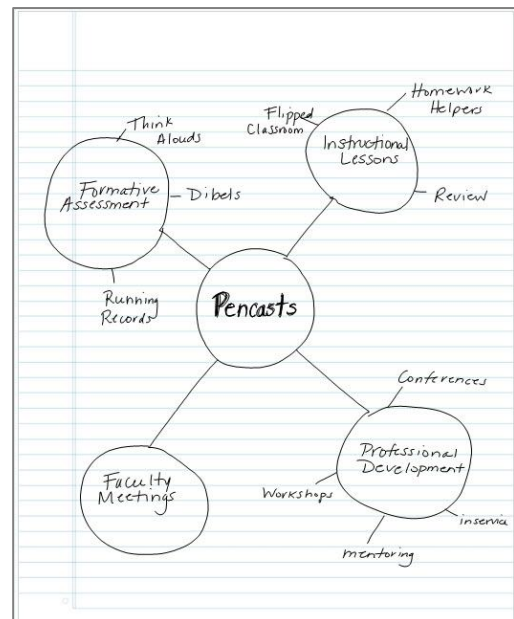 Think
Alouds
Formative
Assessment
Dibels
Running
Records
Flipped
Classroom
Homework
Helpers
Instructional
Lessons
Review
Pencasts
Faculty
Meetings
Conferences
Professional
Development
Workshops
inservice
mentoring